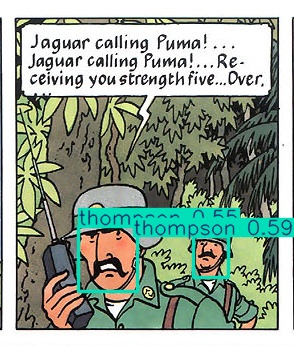 Jaguar calling Puma!...
Jaguar calling Puma!...Re-
ceiving you strength five...Over.
...
thompson 0.55
thompson 0.59